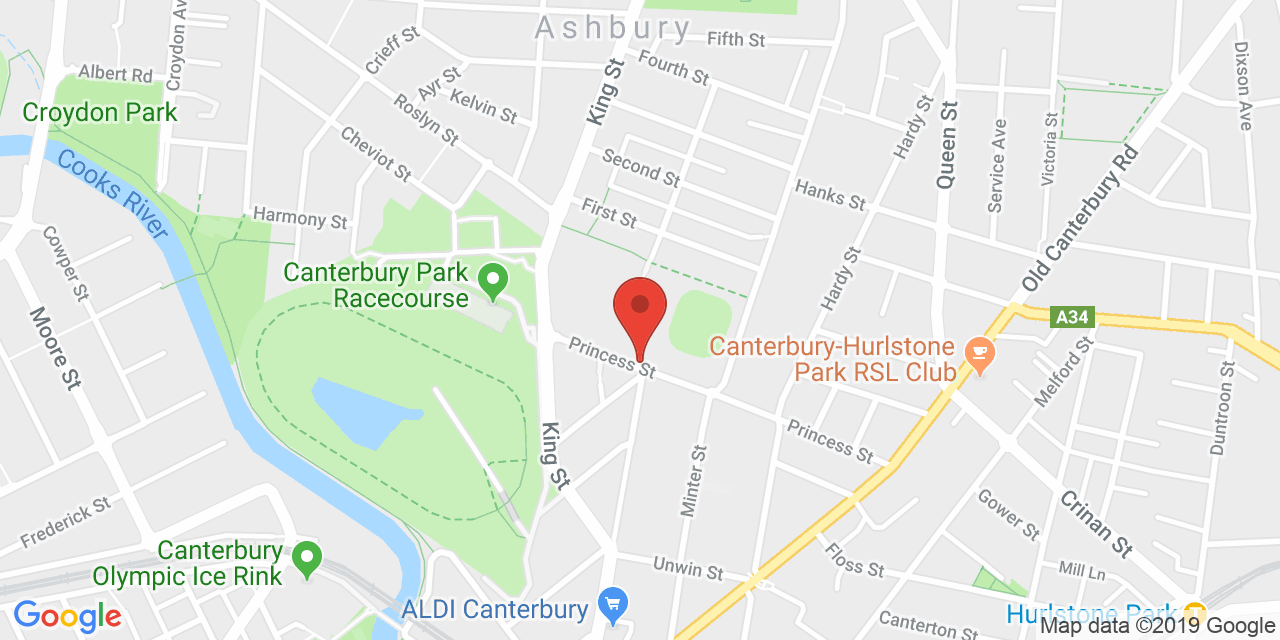 Ashbury
Fifth St
Croydon Av
Crieff St
Fourth St
Albert Rd
Ayr St
King St
Dixson Ave
Kelvin St
Croydon Park
Roslyn St
Hardy St
Queen St
Service Ave
Victoria St
Cheviot St
Second St
Old Canterbury Rd
Cooks River
Hanks St
Harmony St
First St
Cowper St
Hardy St
Canterbury Park
Racecourse
A34
Moore St
Princess St
Canterbury-Hurlstone
Park RSL Club
Melford St
Duntroon St
King St
Princess St
Minter St
Frederick St
Gower St
Crinan St
Canterbury
Olympic Ice Rink
Unwin St
Floss St
Mill Ln
ALDI Canterbury
Hurlstone Park
Canterton St
Google
Map data ©2019 Google